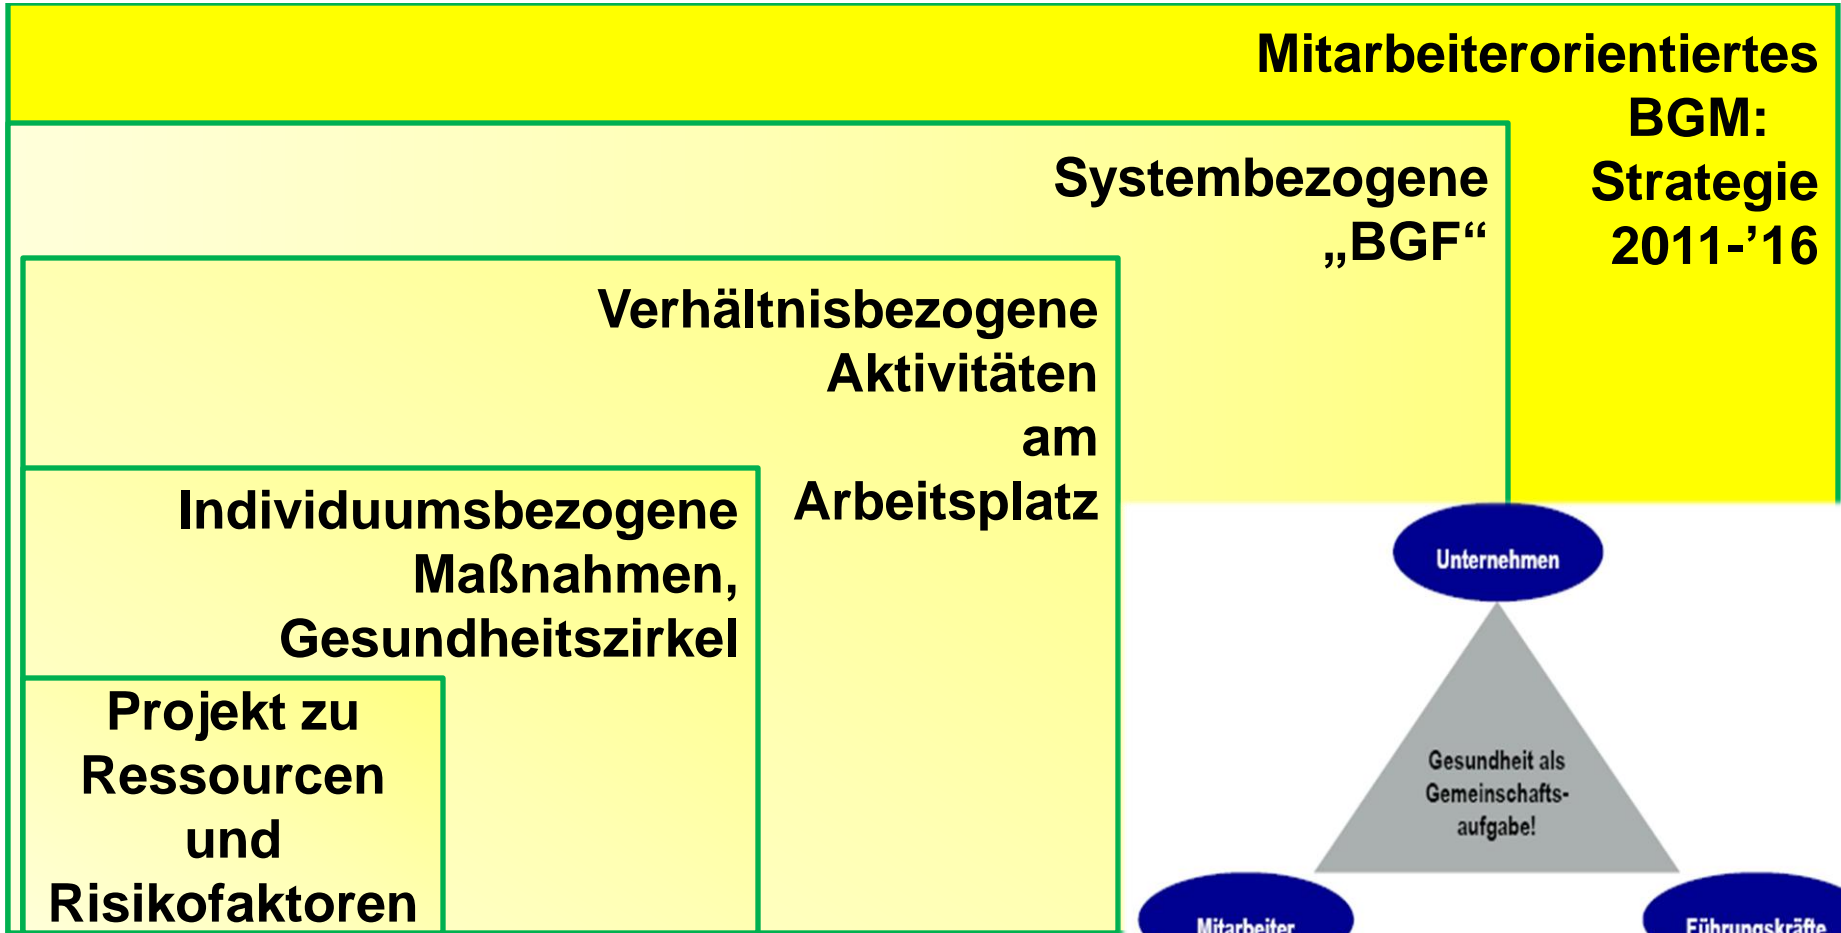 Mitarbeiterorientiertes
BGM:
Strategie
2011-’16
Systembezogene
„BGF“
Verhältnisbezogene
Aktivitäten
am
Arbeitsplatz
Individuumsbezogene
Maßnahmen,
Gesundheitszirkel
Projekt zu
Ressourcen
und
Risikofaktoren
Unternehmen
Gesundheit als
Gemeinschafts-
aufgabe!
Mitarbeiter
Führungskräfte